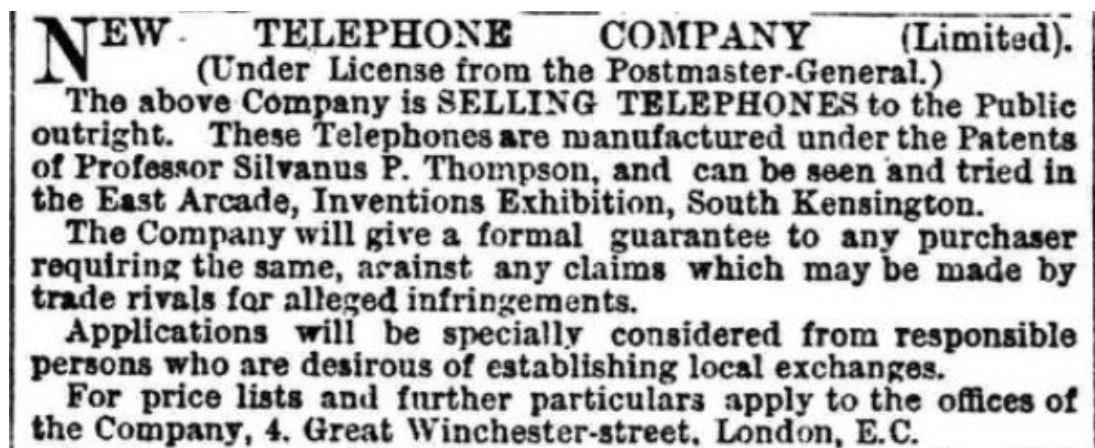 NEW TELEPHONE COMPANY (Limited).
(Under License from the Postmaster-General.)
The above Company is SELLING TELEPHONES to the Public
outright. These Telephones are manufactured under the Patents
of Professor Silvanus P. Thompson, and can be seen and tried in
the East Arcade, Inventions Exhibition, South Kensington.
The Company will give a formal guarantee to any purchaser
requiring the same, against any claims which may be made by
trade rivals for alleged infringements.
Applications will be specially considered from responsible
persons who are desirous of establishing local exchanges.
For price lists and further particulars apply to the offices of
the Company, 4, Great Winchester-street, London, E.C.